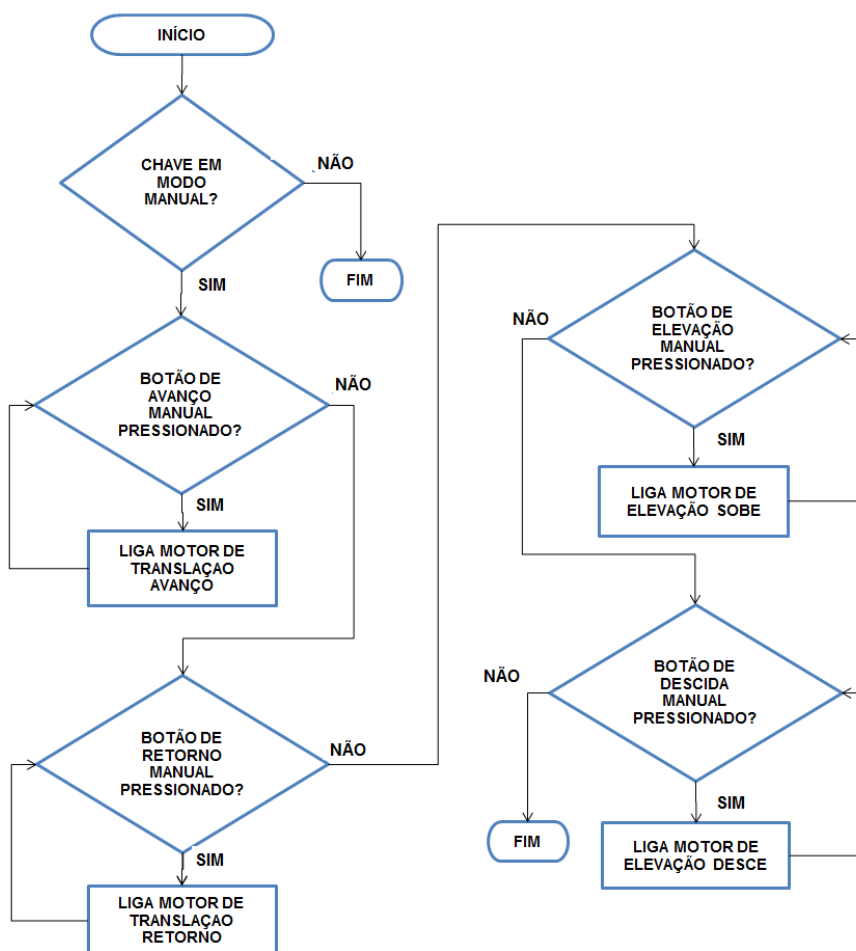 INÍCIO
CHAVE EM
MODO
MANUAL?
NÃO
FIM
SIM
BOTÃO DE
AVANÇO
MANUAL
PRESSIONADO?
NÃO
SIM
LIGA MOTOR DE
TRANSLAÇAO
AVANÇO
BOTÃO DE
RETORNO
MANUAL
PRESSIONADO?
NÃO
SIM
LIGA MOTOR DE
TRANSLAÇAO
RETORNO
BOTÃO DE
ELEVAÇÃO
MANUAL
PRESSIONADO?
NÃO
SIM
LIGA MOTOR DE
ELEVAÇÃO SOBE
BOTÃO DE
DESCIDA
MANUAL
PRESSIONADO?
NÃO
FIM
SIM
LIGA MOTOR DE
ELEVAÇÃO DESCE